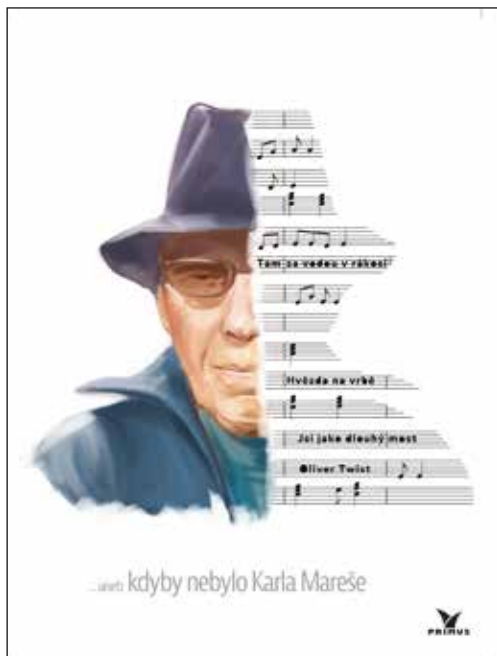 Tam za vodou v rákosí
Hvězda na vrbě
Jsi jako dlouhý most
Oliver Twist
...aneb kdyby nebylo Karla Mareše
PRIMUS